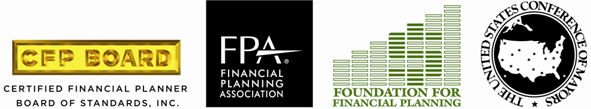 CFP BOARD
CERTIFIED FINANCIAL PLANNER
BOARD OF STANDARDS, INC.
FPA®
FINANCIAL
PLANNING
ASSOCIATION
FOUNDATION FOR
FINANCIAL PLANNING
THE UNITED STATES CONFERENCE OF MAYORS